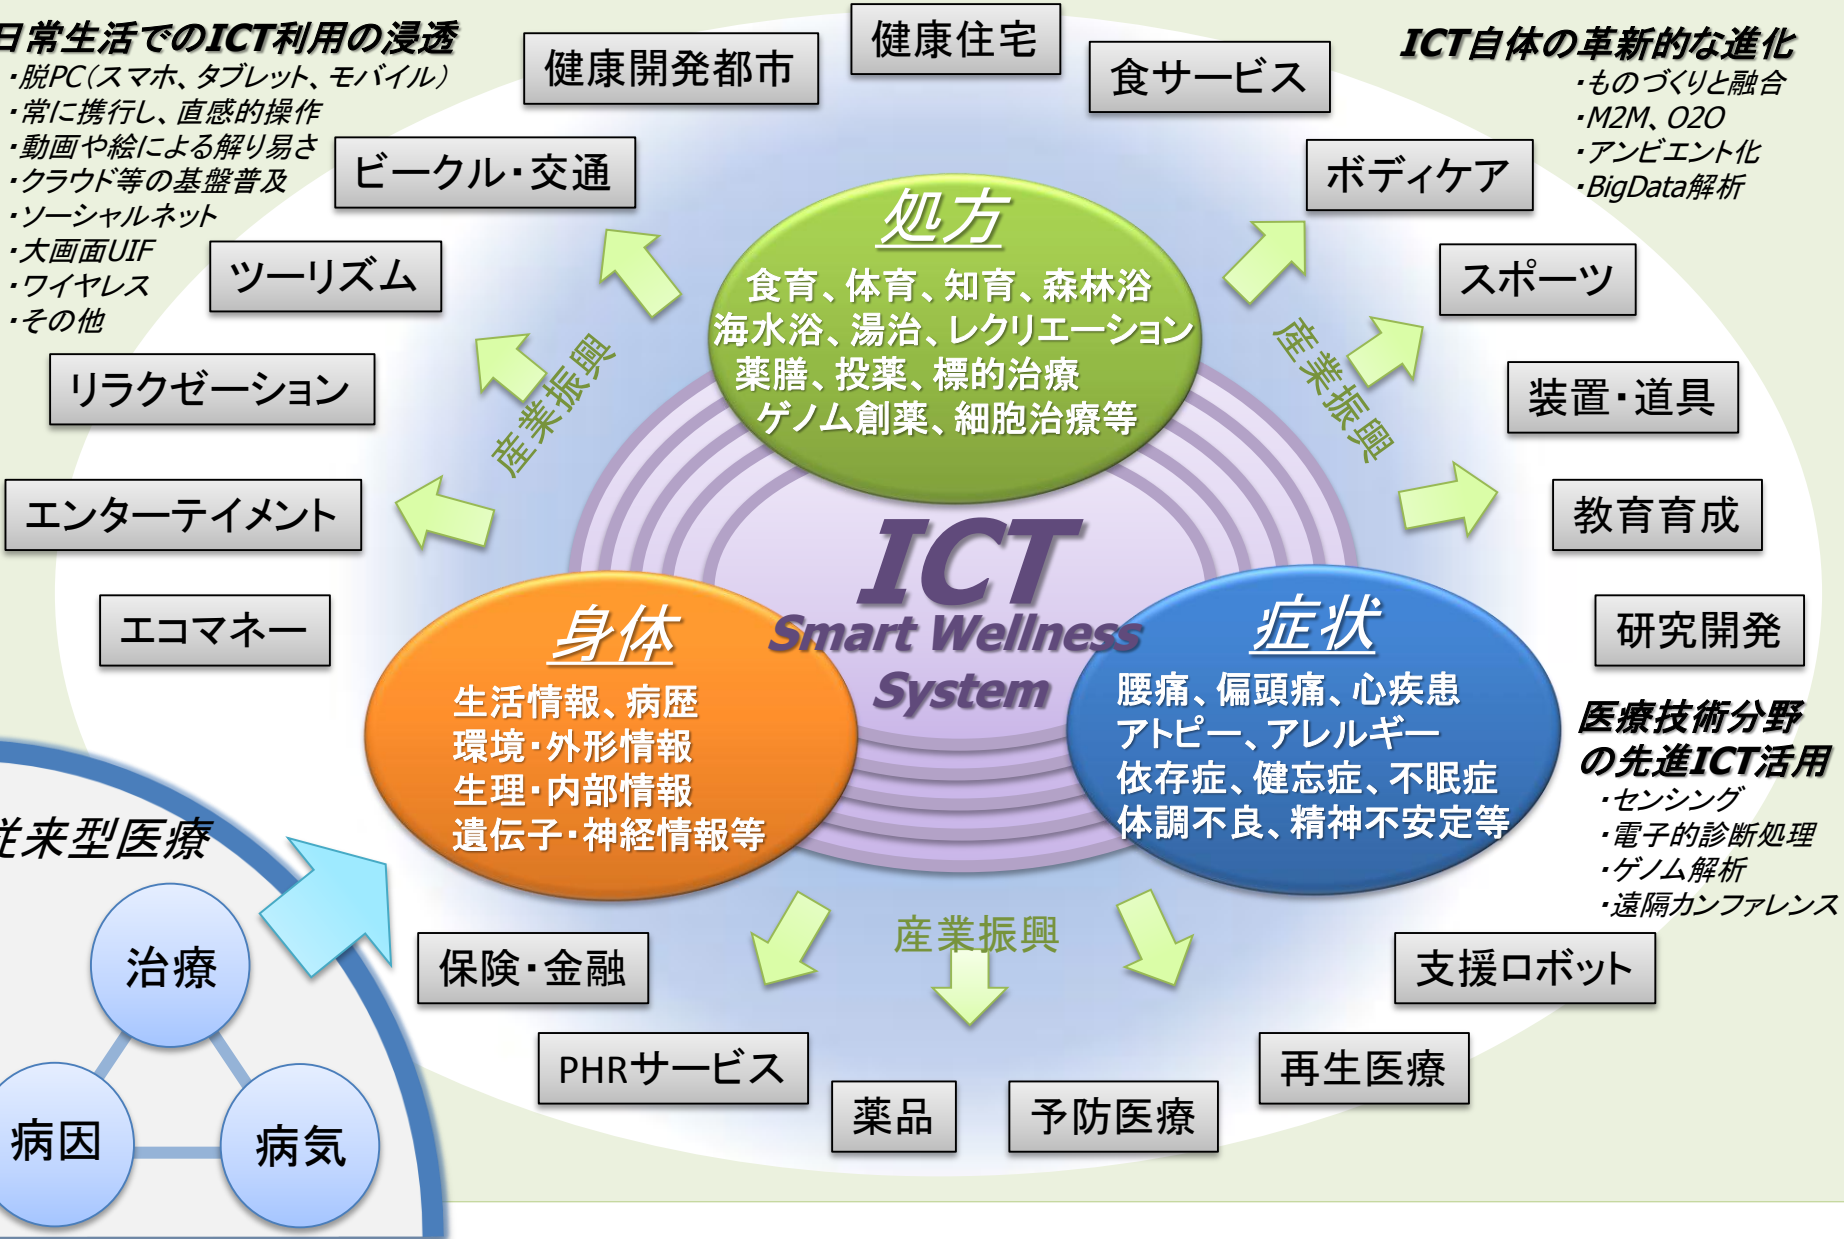 日常生活でのICT利用の浸透
・脱PC（スマホ、タブレット、モバイル）
・常に携行し、直感的操作
・動画や絵による解り易さ
・クラウド等の基盤普及
・ソーシャルネット
・大画面UIF
・ワイヤレス
・その他
ICT自体の革新的な進化
・ものづくりと融合
・M2M、O2O
・アンビエント化
・BigData解析
健康住宅
健康開発都市
食サービス
ビークル・交通
ボディケア
ツーリズム
スポーツ
リラクゼーション
装置・道具
エンターテイメント
教育育成
エコマネー
研究開発
処方
食育、体育、知育、森林浴
海水浴、湯治、レクリエーション
薬膳、投薬、標的治療
ゲノム創薬、細胞治療等
産業振興
産業振興
ICT
Smart Wellness
System
身体
生活情報、病歴
環境・外形情報
生理・内部情報
遺伝子・神経情報等
症状
腰痛、偏頭痛、心疾患
アトピー、アレルギー
依存症、健忘症、不眠症
体調不良、精神不安定等
医療技術分野
の先進ICT活用
・センシング
・電子的診断処理
・ゲノム解析
・遠隔カンファレンス
従来型医療
治療
病因
病気
産業振興
保険・金融
支援ロボット
PHRサービス
再生医療
薬品
予防医療